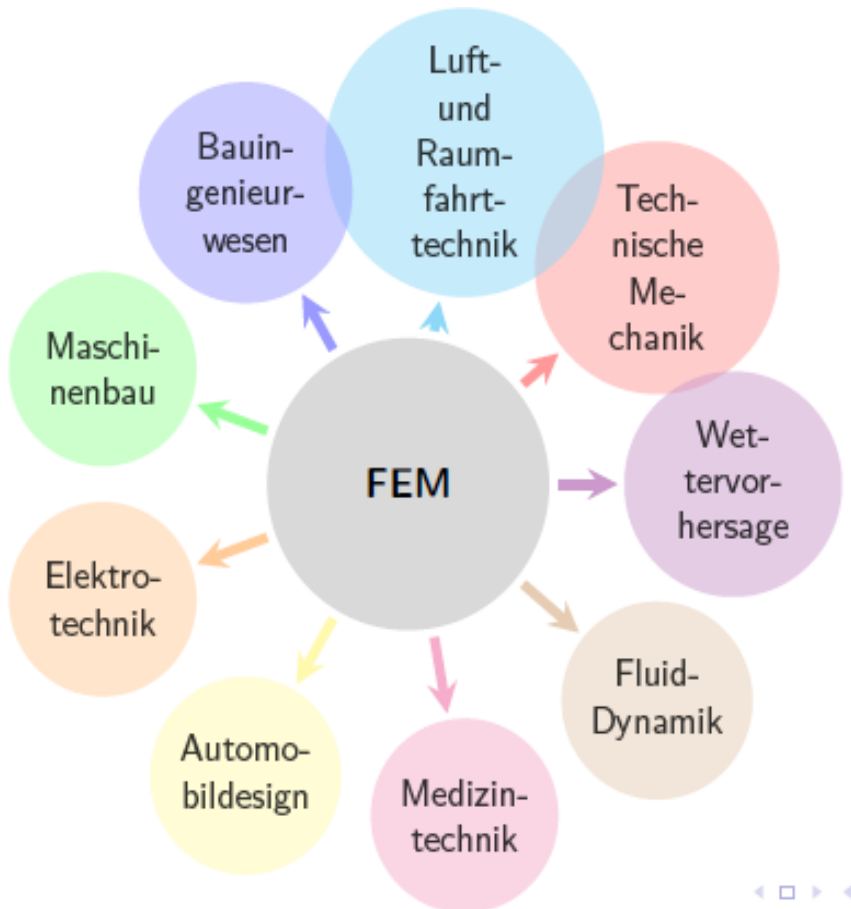 Luft-
und
Raum-
fahrt-
technik
Bauin-
genieur-
wesen
Tech-
nische
Me-
chanik
Maschi-
nenbau
FEM
Wet-
tervor-
hersage
Elektro-
technik
Fluid-
Dynamik
Automo-
bildesign
Medizin-
technik